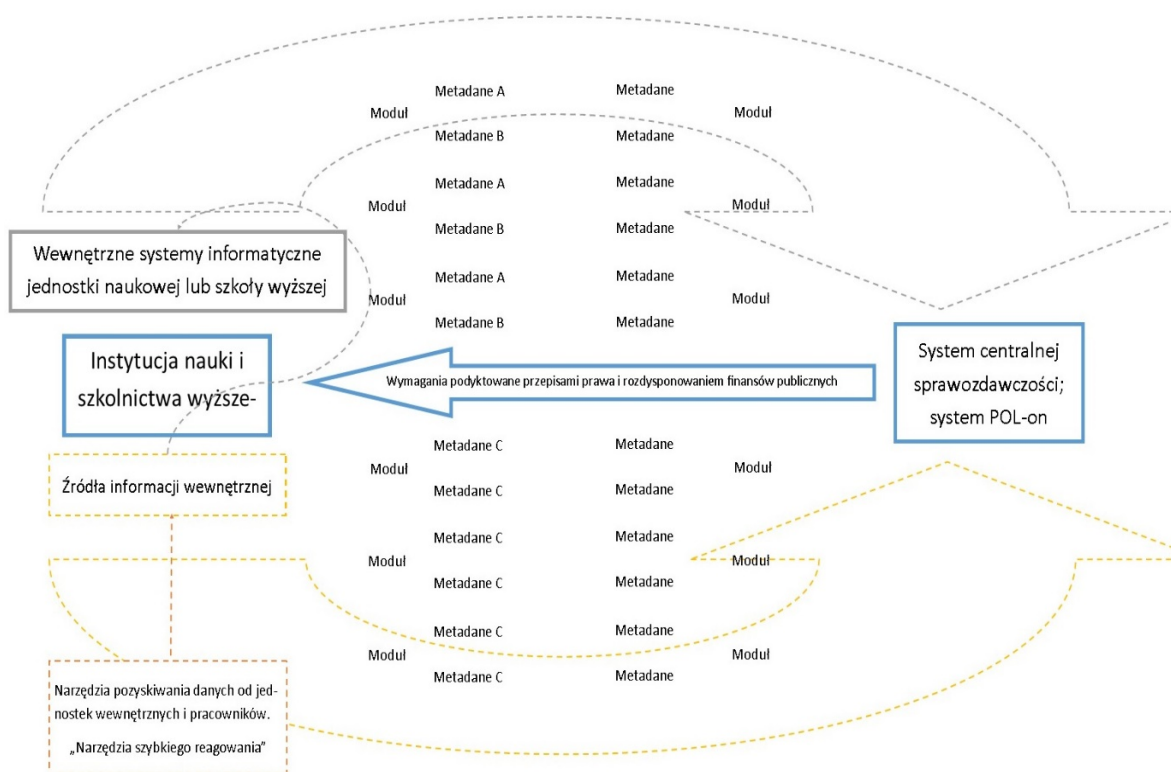 Metadane A
Metadane
Moduł
Moduł
Metadane B
Metadane
Metadane A
Metadane
Moduł
Moduł
Metadane B
Metadane
Wewnętrzne systemy informatyczne
jednostki naukowej lub szkoły wyższej
Metadane A
Metadane
Moduł
Moduł
Metadane B
Metadane
Instytucja nauki i
szkolnictwa wyższe-
Wymagania podyktowane przepisami prawa i rozdysponowaniem finansów publicznych
System centralnej
sprawozdawczości;
system POL-on
Metadane C
Metadane
Moduł
Moduł
Metadane C
Metadane
Źródła informacji wewnętrznej
Metadane C
Metadane
Moduł
Moduł
Metadane C
Metadane
Metadane C
Metadane
Moduł
Moduł
Metadane C
Metadane
Narzędzia pozyskiwania danych od jed-
nostek wewnętrznych i pracowników.
„Narzędzia szybkiego reagowania”